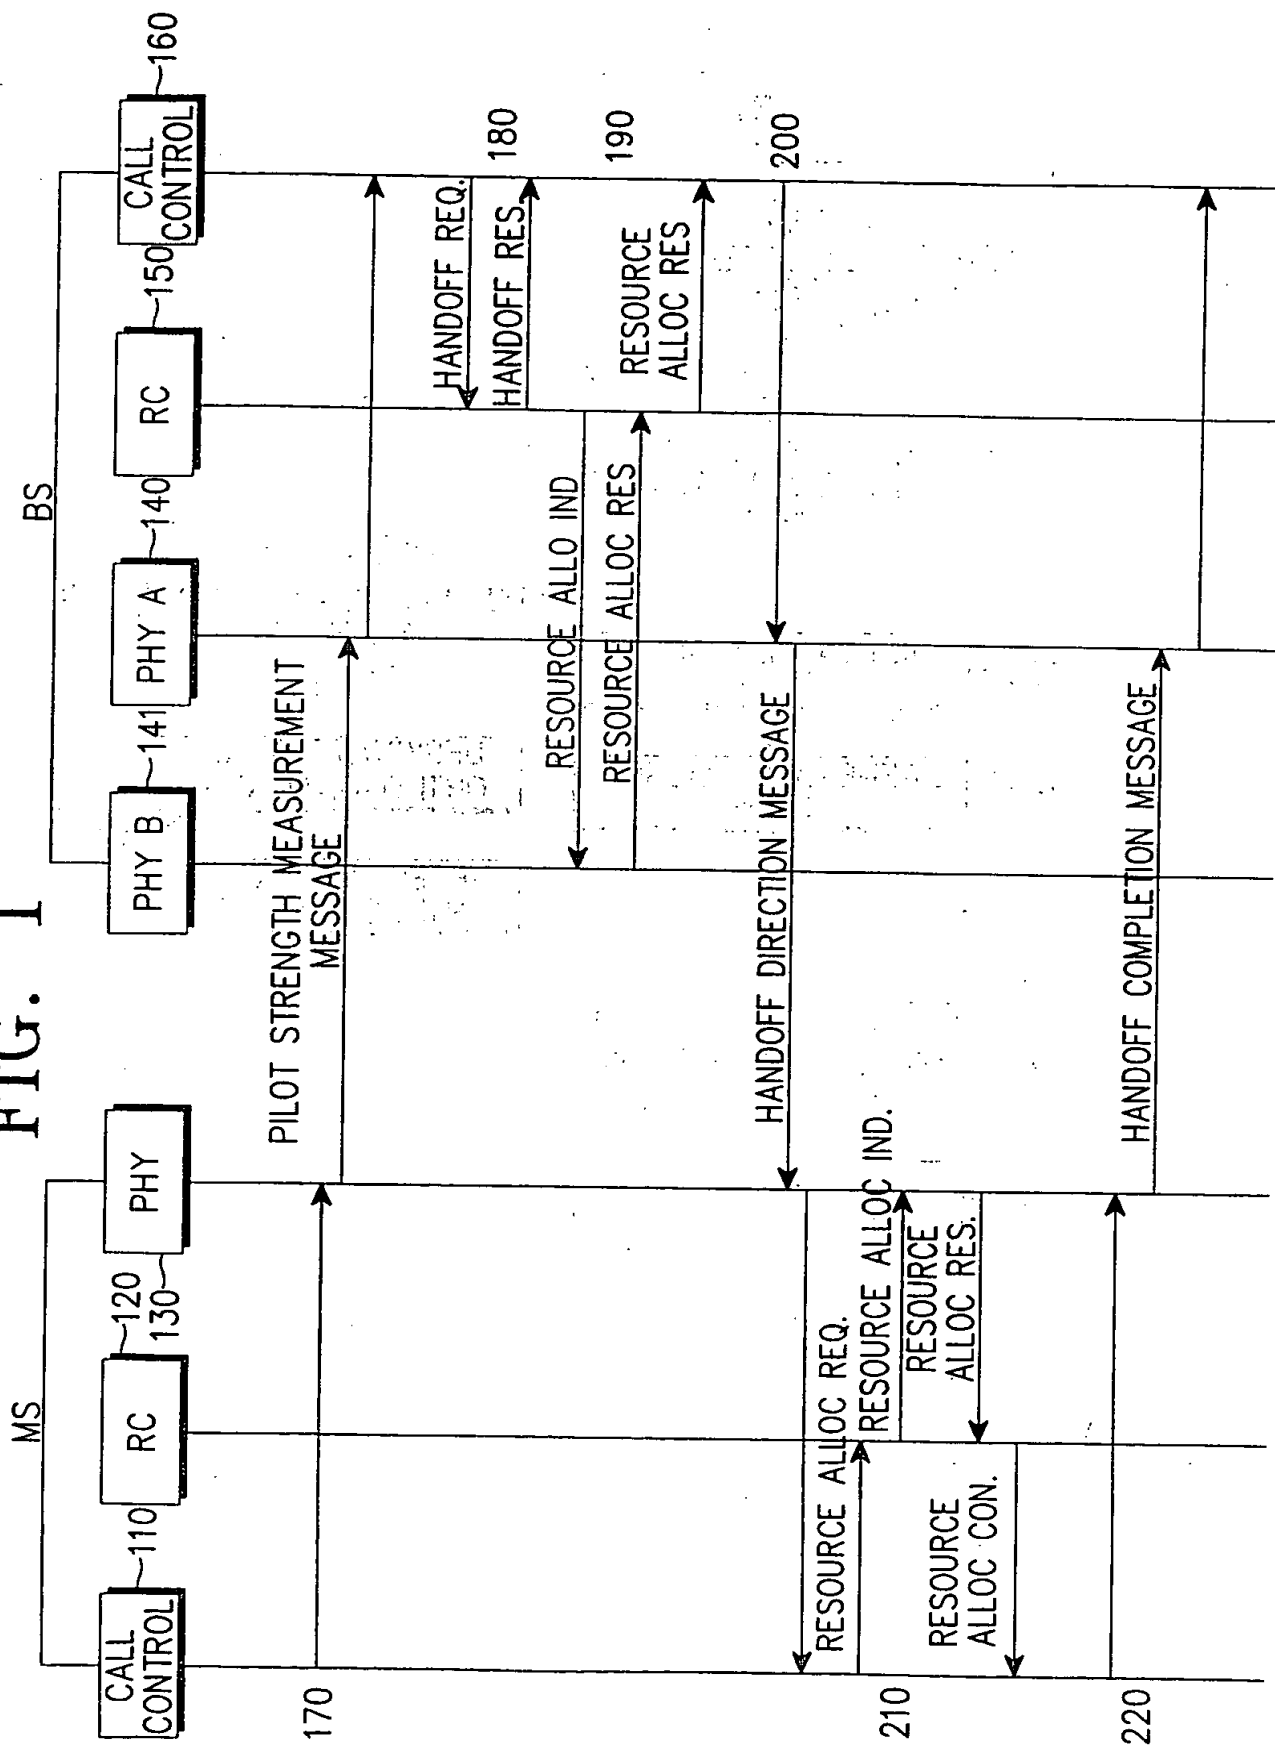 FIG. 1
MS
BS
CALL
CONTROL
110
RC
120
PHY
130
PHY B
141
PHY A
140
RC
150
CALL
CONTROL
160
170
PILOT STRENGTH MEASUREMENT
MESSAGE
HANDOFF REQ.
180
HANDOFF RES.
RESOURCE ALLO IND
190
RESOURCE ALLOC RES
RESOURCE
ALLOC RES
200
HANDOFF DIRECTION MESSAGE
RESOURCE ALLOC REQ.
210
RESOURCE ALLOC IND.
RESOURCE
ALLOC RES.
RESOURCE
ALLOC CON.
220
HANDOFF COMPLETION MESSAGE